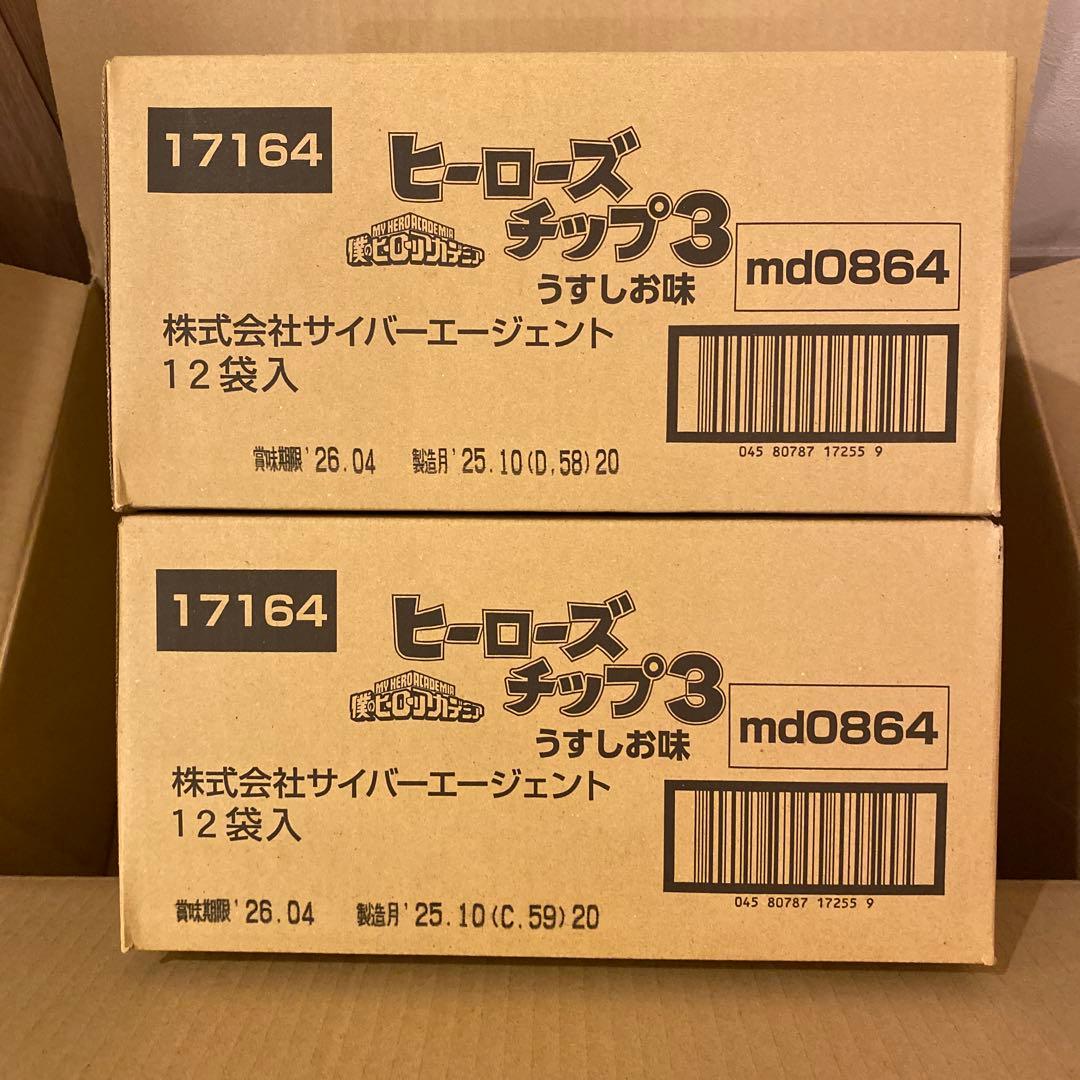 17164
ヒーローズ
チップ3
MY HERO ACADEMIA
僕のヒーローアカデミア
うすしお味
md0864
株式会社サイバーエージェント
12袋入
045 80787 17255 9
賞味期限'26.04 製造月'25.10(D,58)20
17164
ヒーローズ
チップ3
MY HERO ACADEMIA
僕のヒーローアカデミア
うすしお味
md0864
株式会社サイバーエージェント
12袋入
045 80787 17255 9
賞味期限'26.04 製造月'25.10(C.59)20